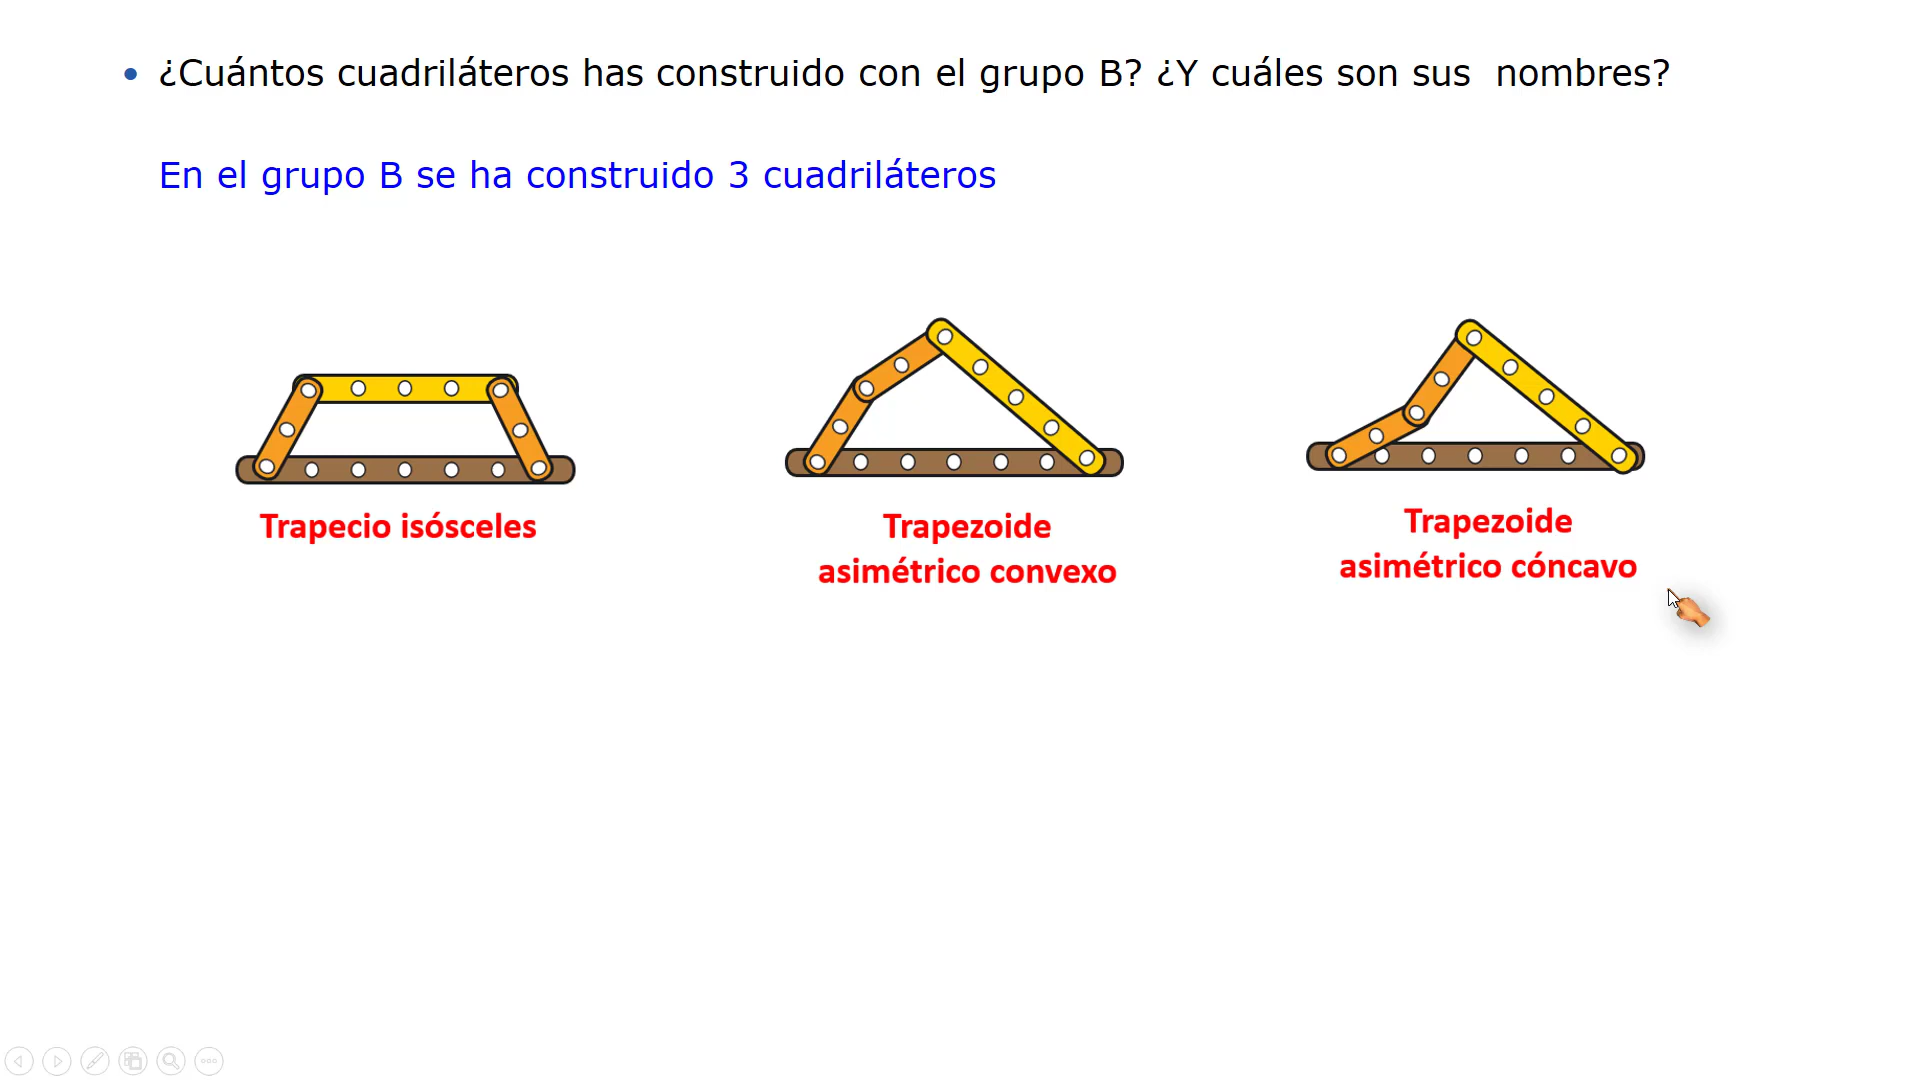 • ¿Cuántos cuadriláteros has construido con el grupo B? ¿Y cuáles son sus  nombres?
En el grupo B se ha construido 3 cuadriláteros
Trapecio isósceles
Trapezoide
asimétrico convexo
Trapezoide
asimétrico cóncavo